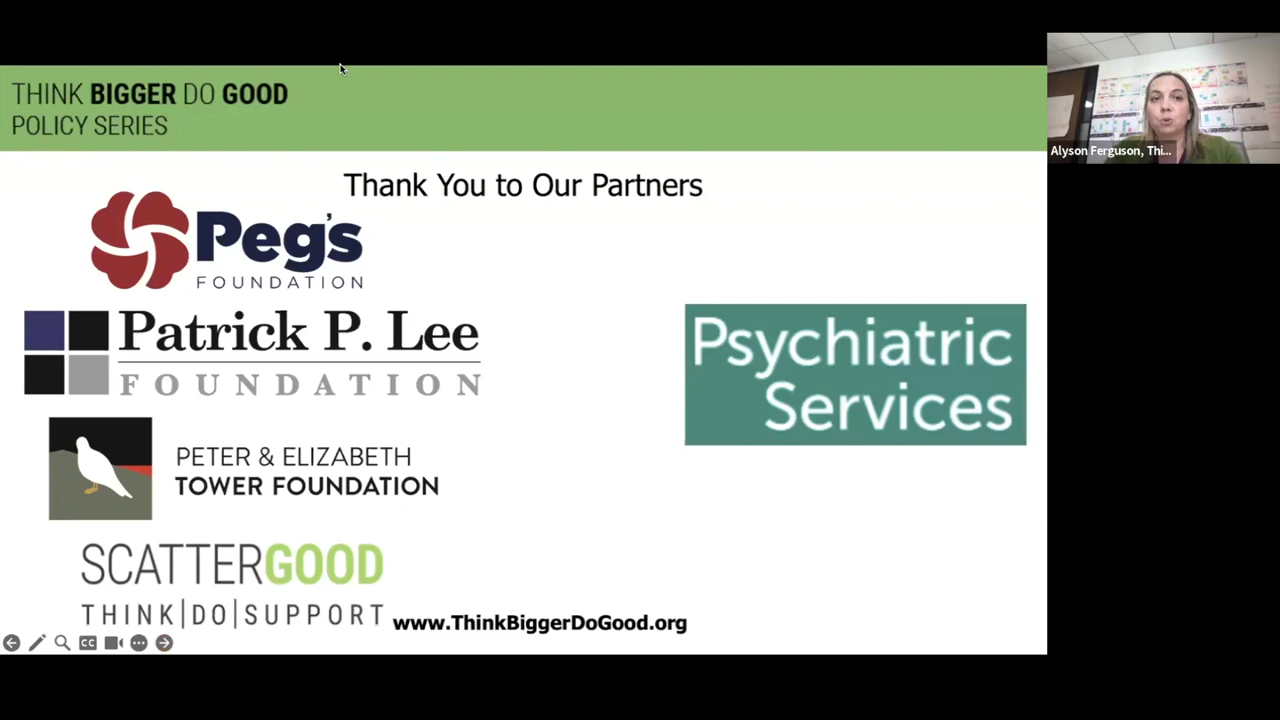 THINK BIGGER DO GOOD
POLICY SERIES
Alyson Ferguson, Thi...
Thank You to Our Partners
Peg's
FOUNDATION
Patrick P. Lee
FOUNDATION
Psychiatric
Services
PETER & ELIZABETH
TOWER FOUNDATION
SCATTERGOOD
THINK|DO|SUPPORT
www.ThinkBiggerDoGood.org
CC